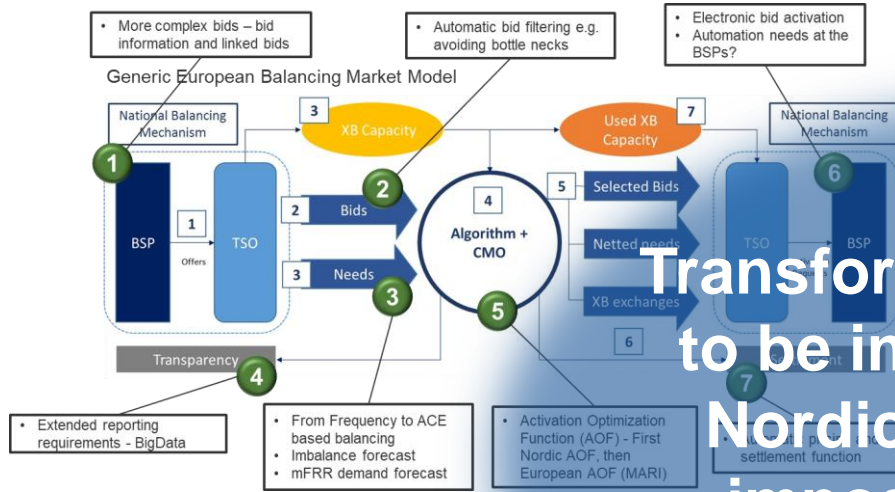 • More complex bids – bid
information and linked bids
• Automatic bid filtering e.g.
avoiding bottle necks
• Electronic bid activation
• Automation needs at the
BSPs?
Generic European Balancing Market Model
National Balancing
Mechanism
3
XB Capacity
Used XB
Capacity
7
National Balancing
Mechanism
1
BSP
1
Offers
TSO
2
Bids
2
3
Needs
3
4
Algorithm +
CMO
5
5
Selected Bids
Netted needs
XB exchanges
6
TSO
BSP
6
Transfor
to be in
Nordic
Transparency
4
7
• Extended reporting
requirements - BigData
• From Frequency to ACE
based balancing
• Imbalance forecast
• mFRR demand forecast
• Activation Optimization
Function (AOF) - First
Nordic AOF, then
European AOF (MARI)
• and
settlement function